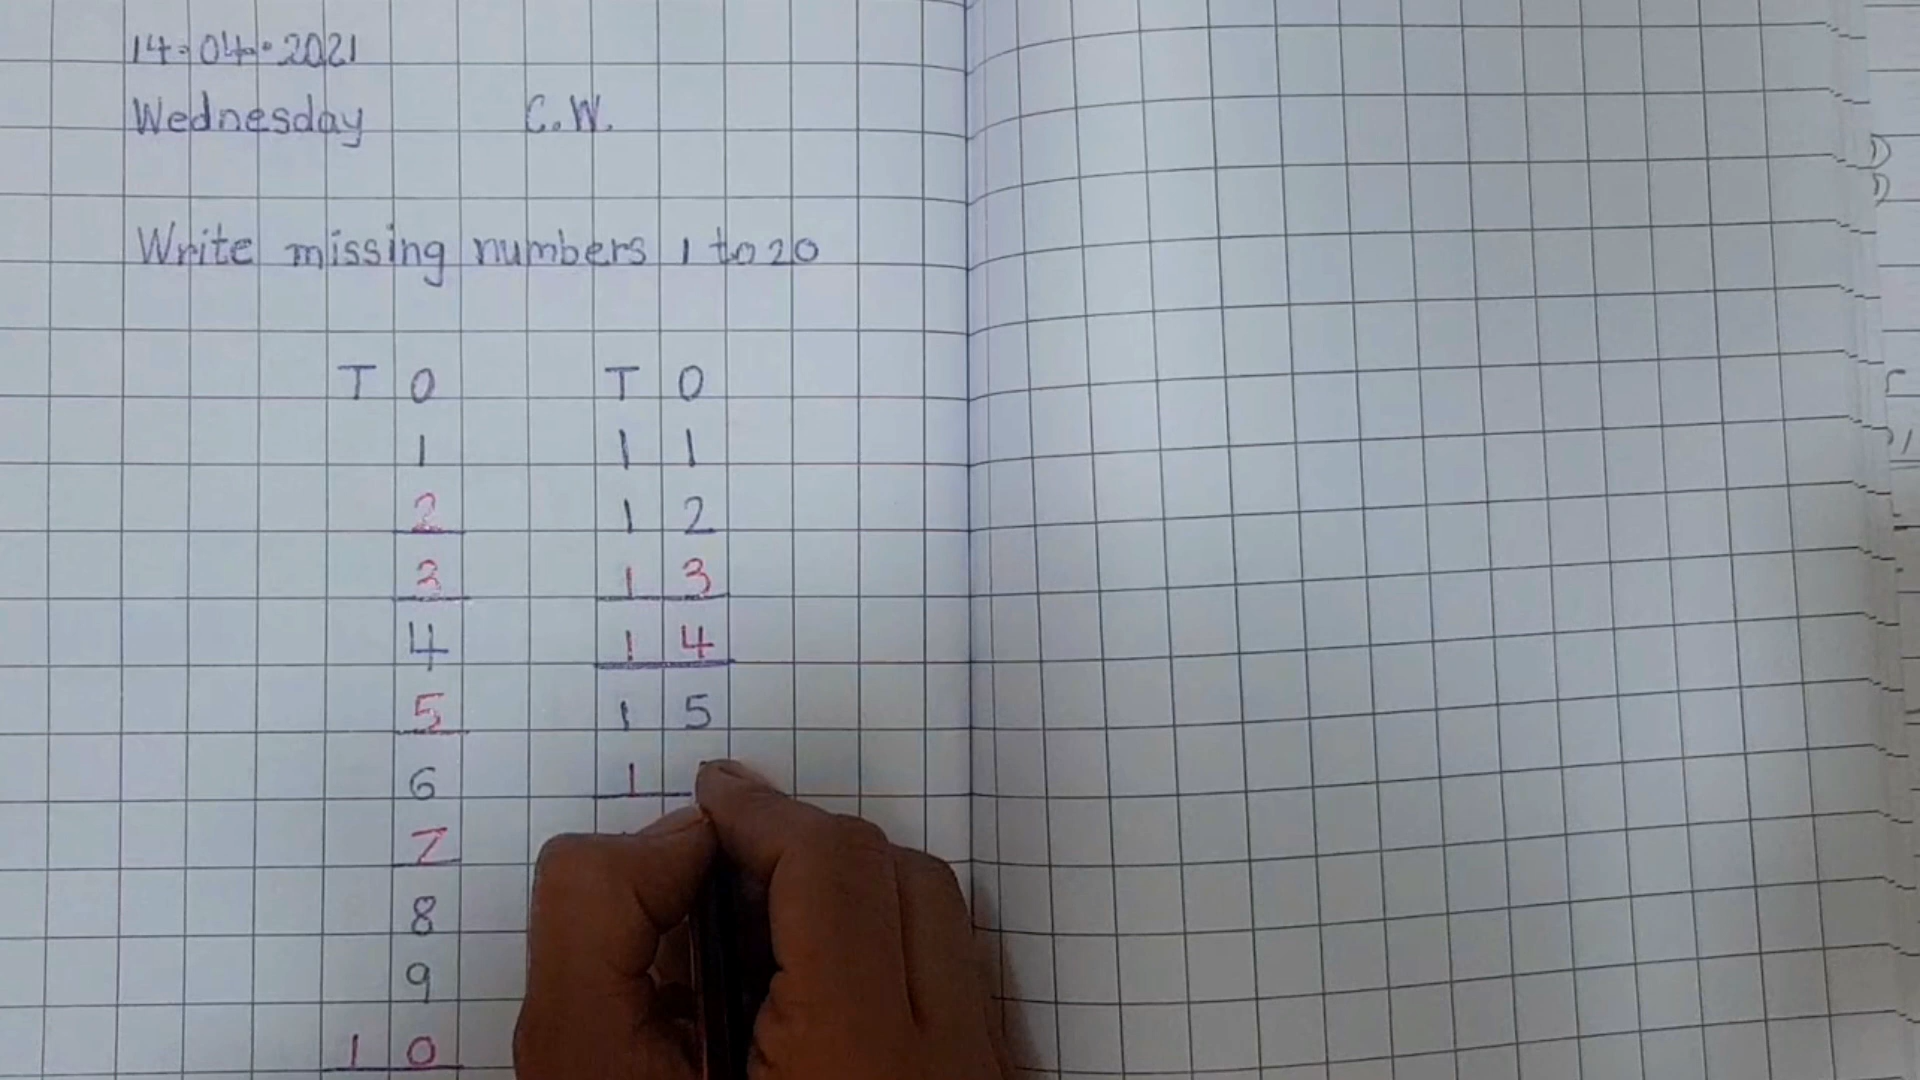 14.04.2021
Wednesday C.W.
Write missing numbers 1 to 20
T O T O
1 1 1
2 1 2
3 1 3
4 1 4
5 1 5
6 1
7
8
9
1 0